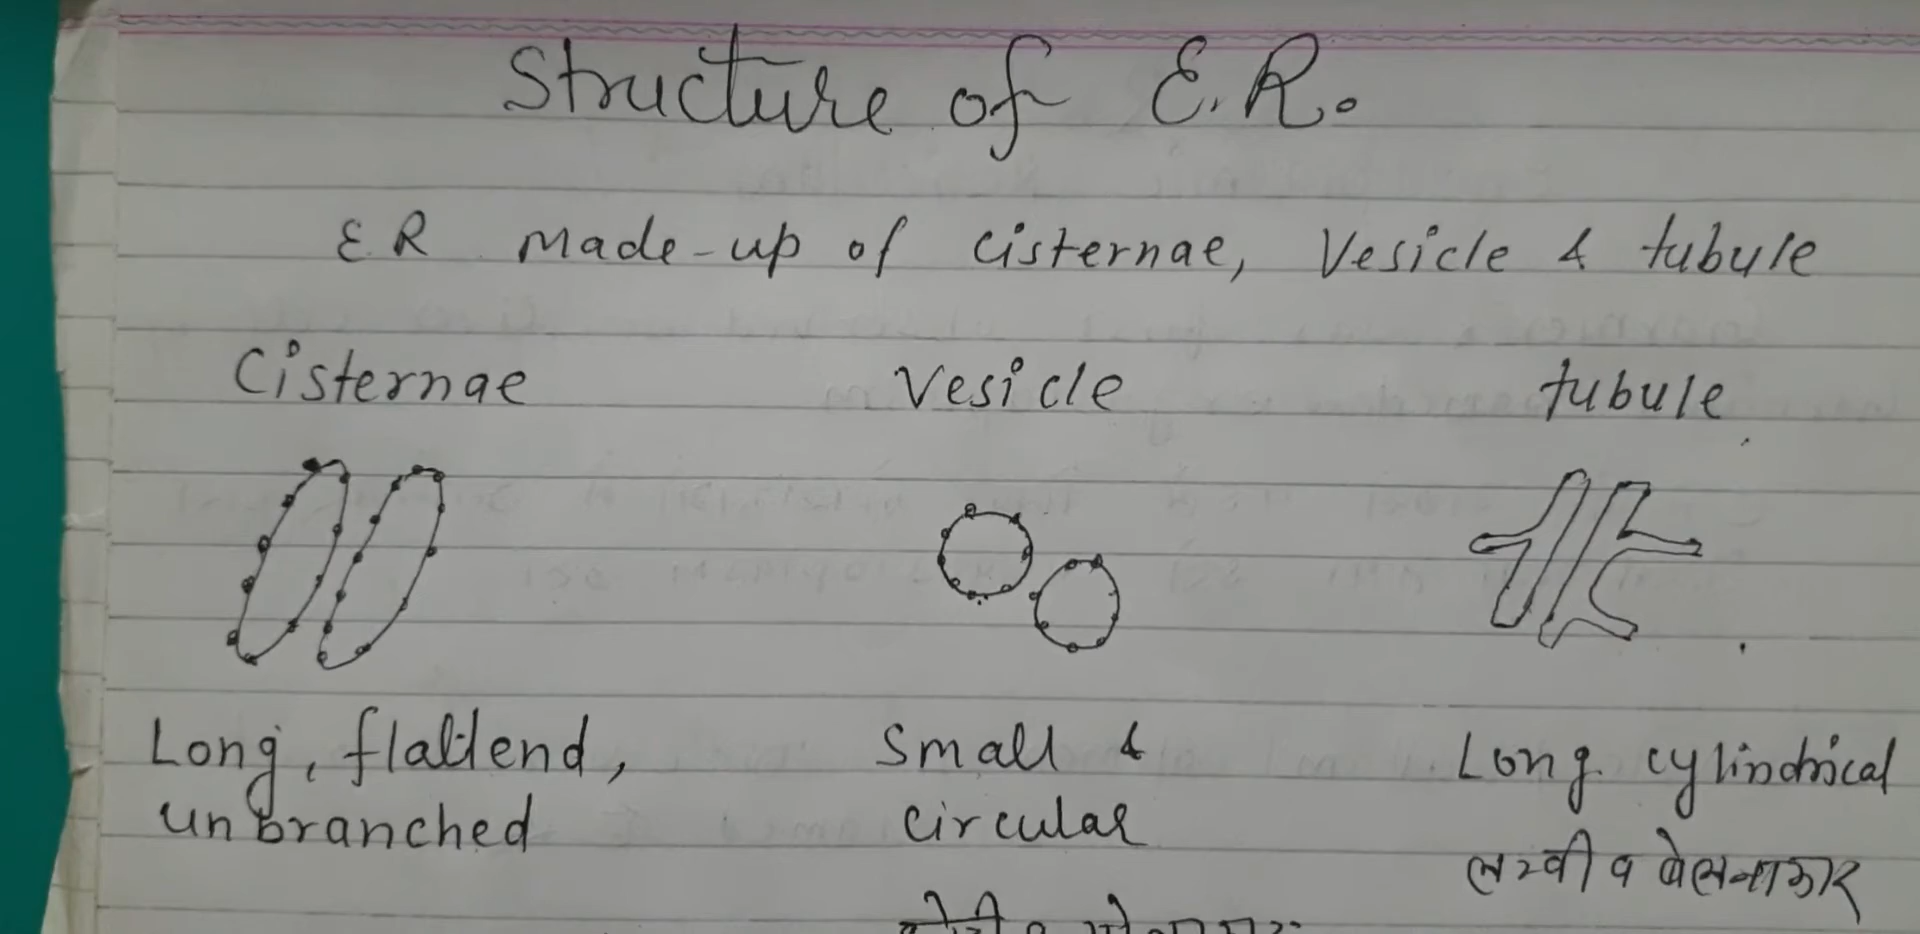 Structure of E.R.
ER made-up of cisternae, Vesicle & tubule
Cisternae Vesicle tubule
Long, flattend, Small & Long cylindrical
unbranched circular
लम्बी व बेलनाकार